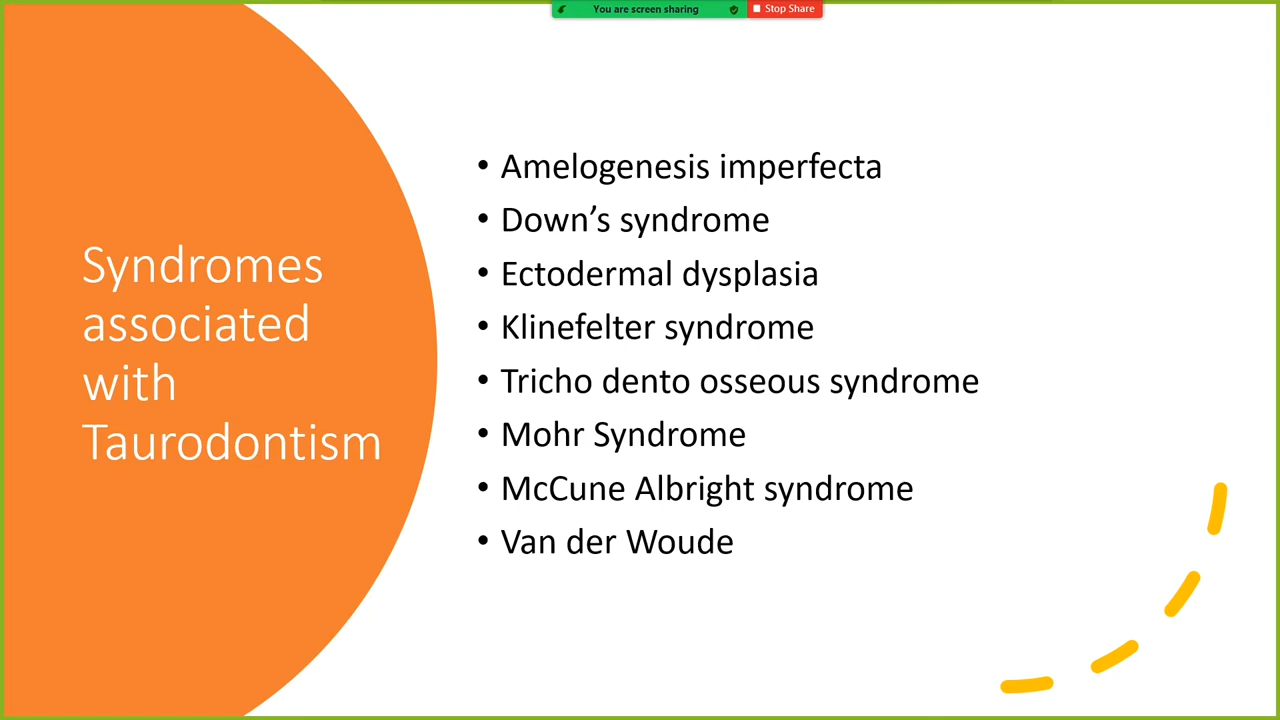 You are screen sharing
Stop Share
Syndromes
associated
with
Taurodontism
• Amelogenesis imperfecta
• Down’s syndrome
• Ectodermal dysplasia
• Klinefelter syndrome
• Tricho dento osseous syndrome
• Mohr Syndrome
• McCune Albright syndrome
• Van der Woude